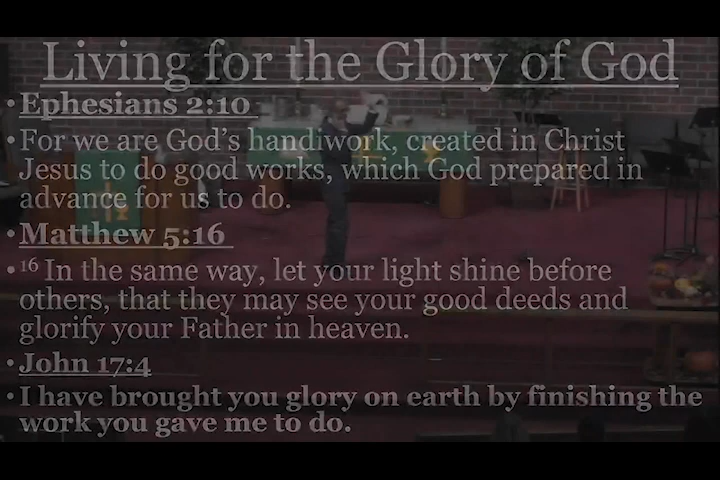 Living for the Glory of God
•Ephesians 2:10
•For we are God's handiwork, created in Christ
Jesus to do good works, which God prepared in
advance for us to do.
•Matthew 5:16
•16 In the same way, let your light shine before
others, that they may see your good deeds and
glorify your Father in heaven.
•John 17:4
•I have brought you glory on earth by finishing the
work you gave me to do.